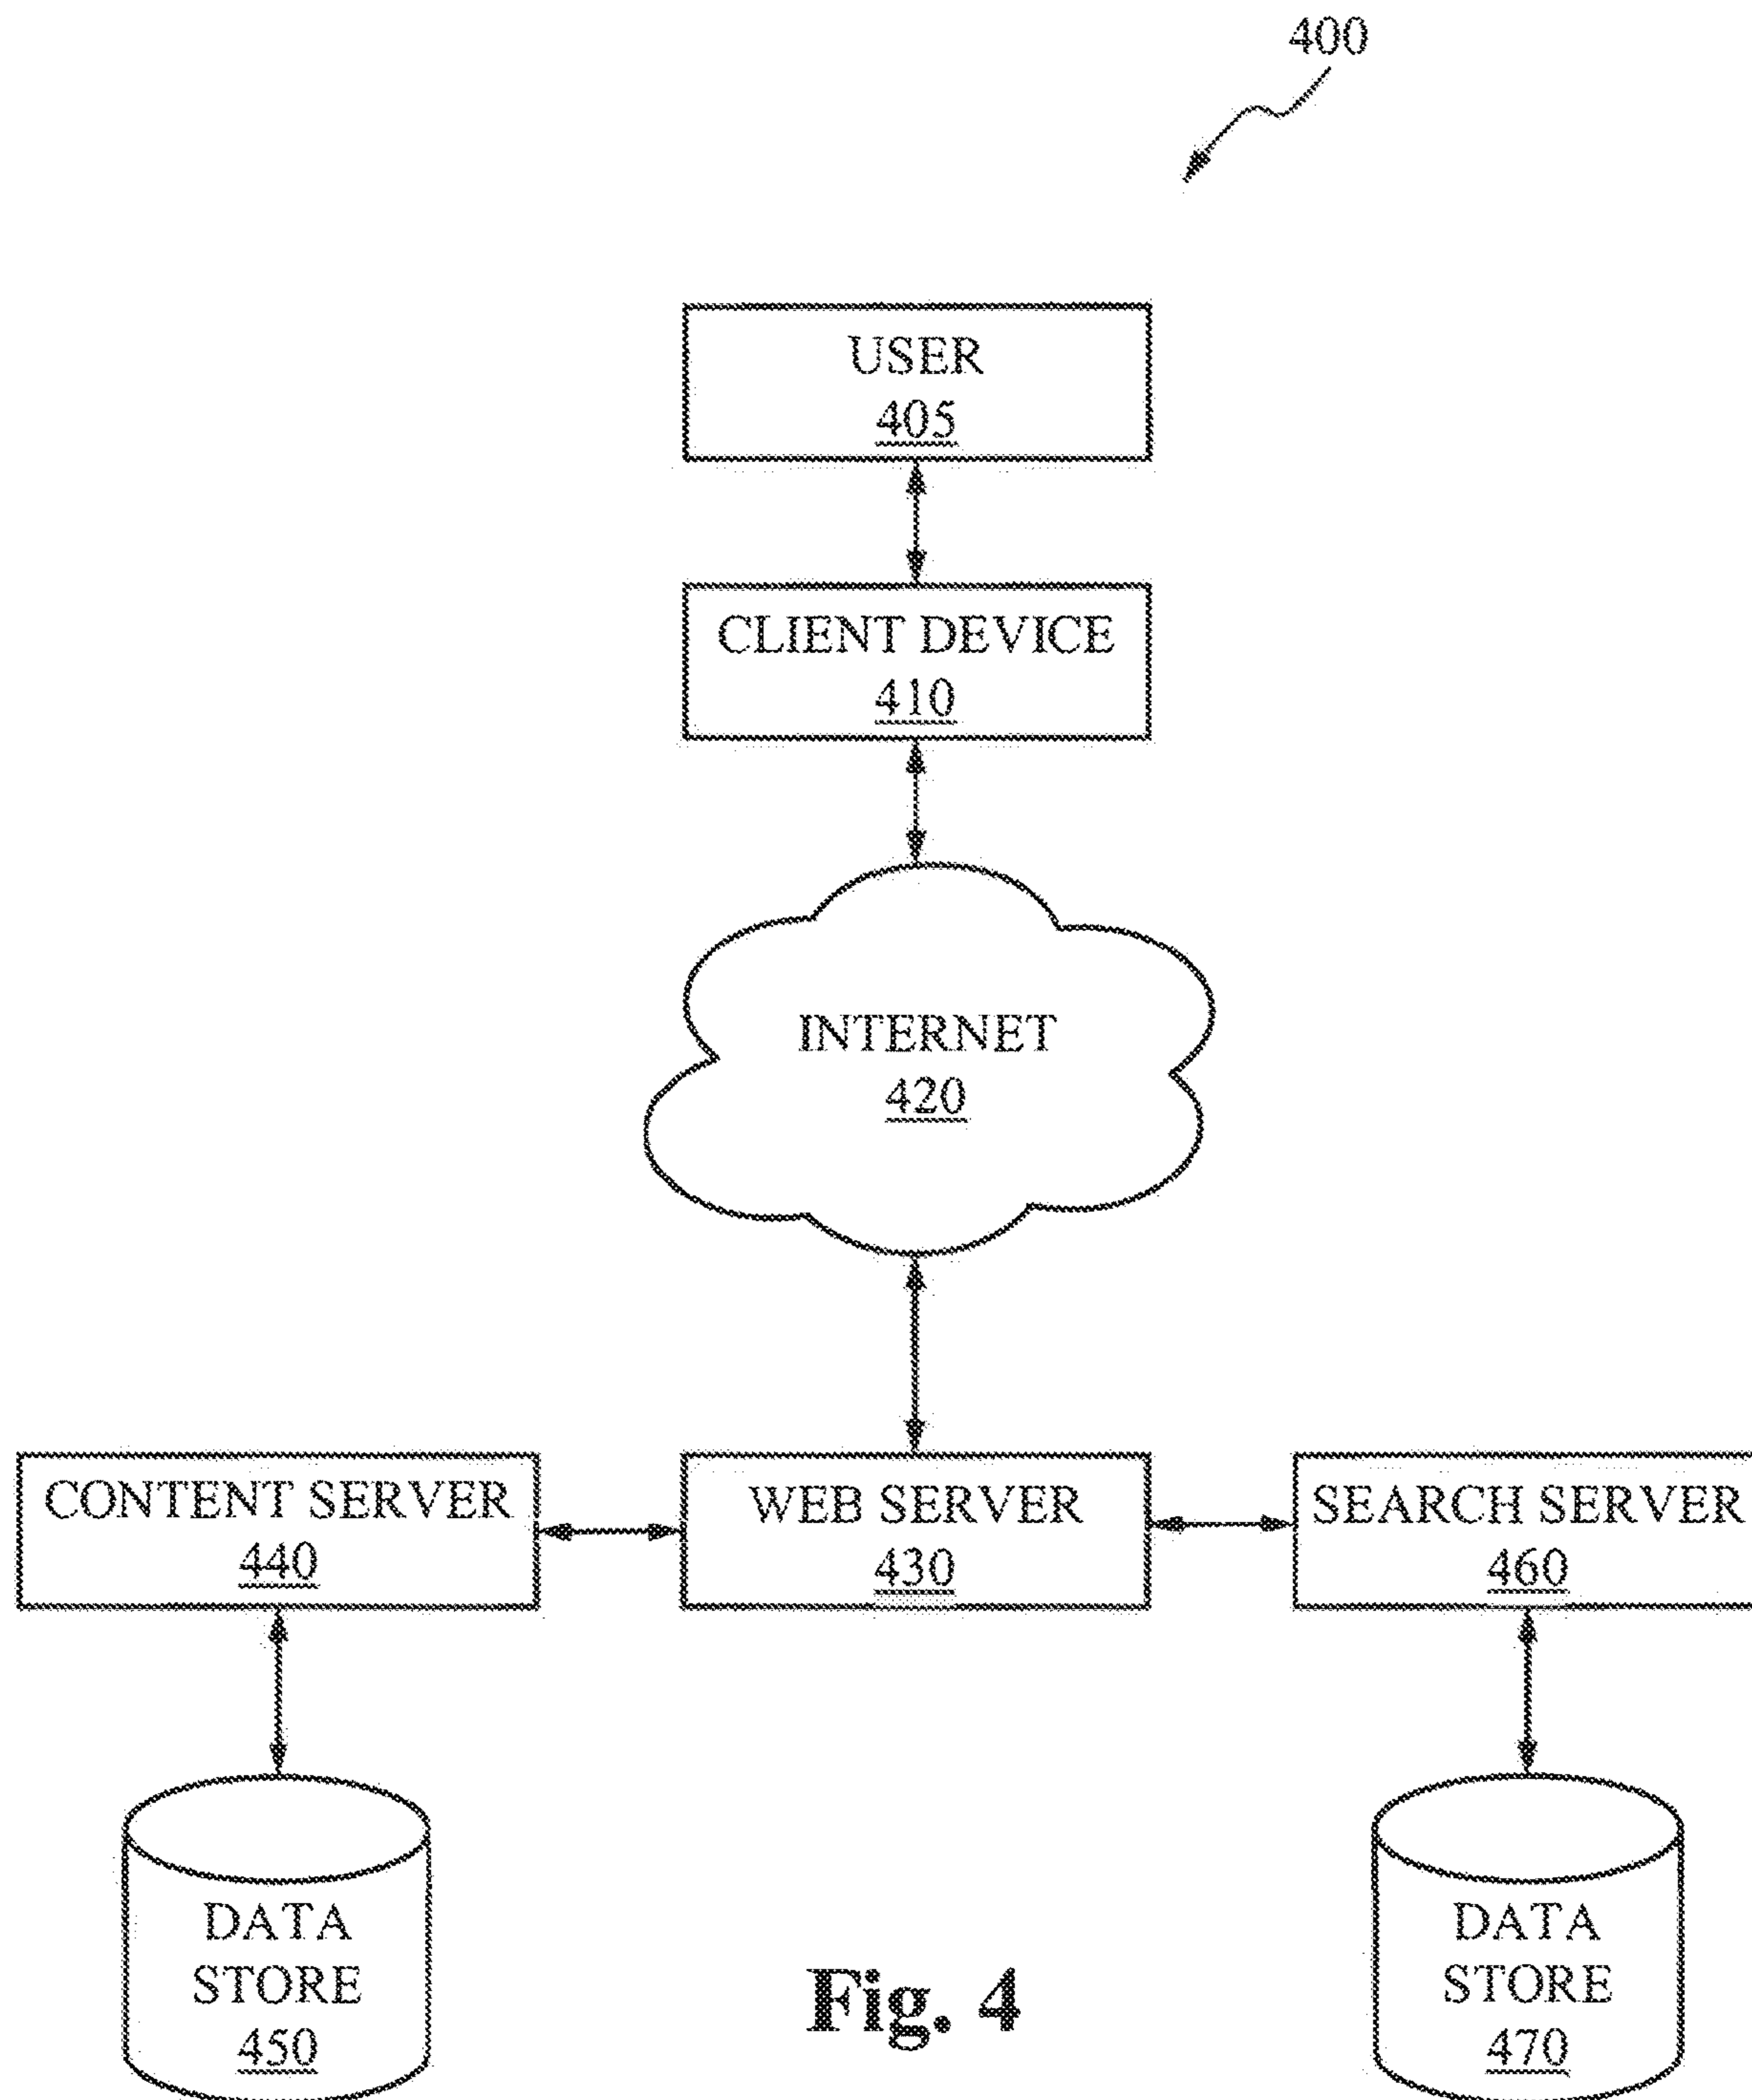 400
USER
405
CLIENT DEVICE
410
INTERNET
420
CONTENT SERVER
440
WEB SERVER
430
SEARCH SERVER
460
DATA
STORE
450
DATA
STORE
470
Fig. 4